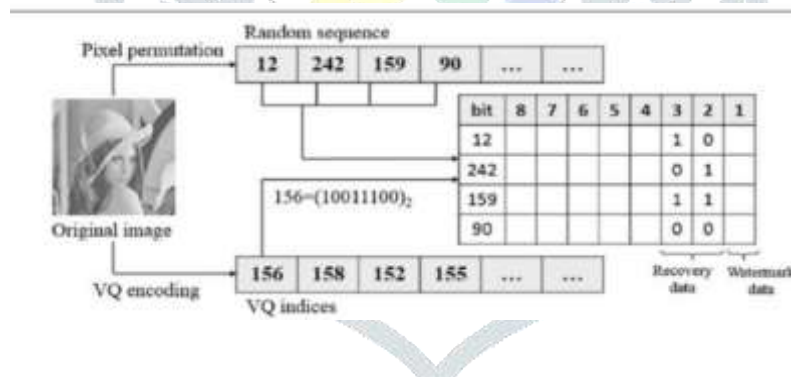 Random sequence
Pixel permutation
12 242 159 90 ... ...
bit 8 7 6 5 4 3 2 1
12 1 0
242 0 1
159 1 1
90 0 0
156=(10011100)2
Original image
Recovery data
Watermark data
VQ encoding
156 158 152 155 ... ...
VQ indices